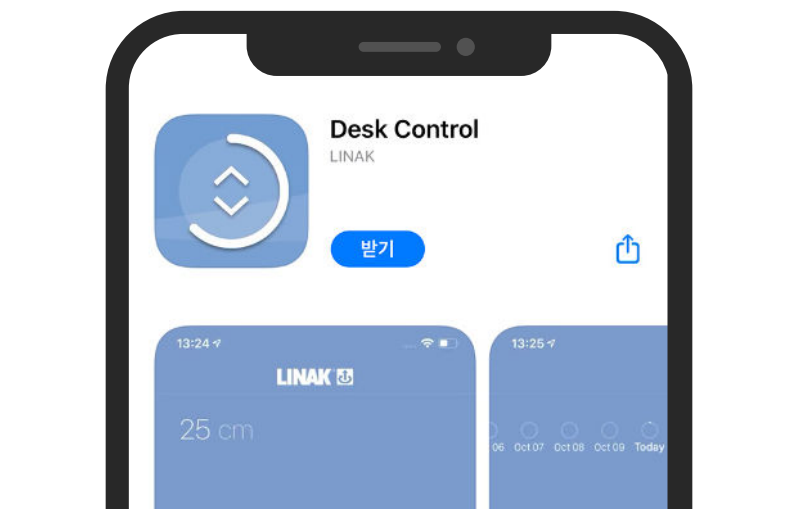 Desk Control
LINAK
받기
13:24
LINAK
25 cm
13:25
06 Oct 07 Oct 08 Oct 09 Today